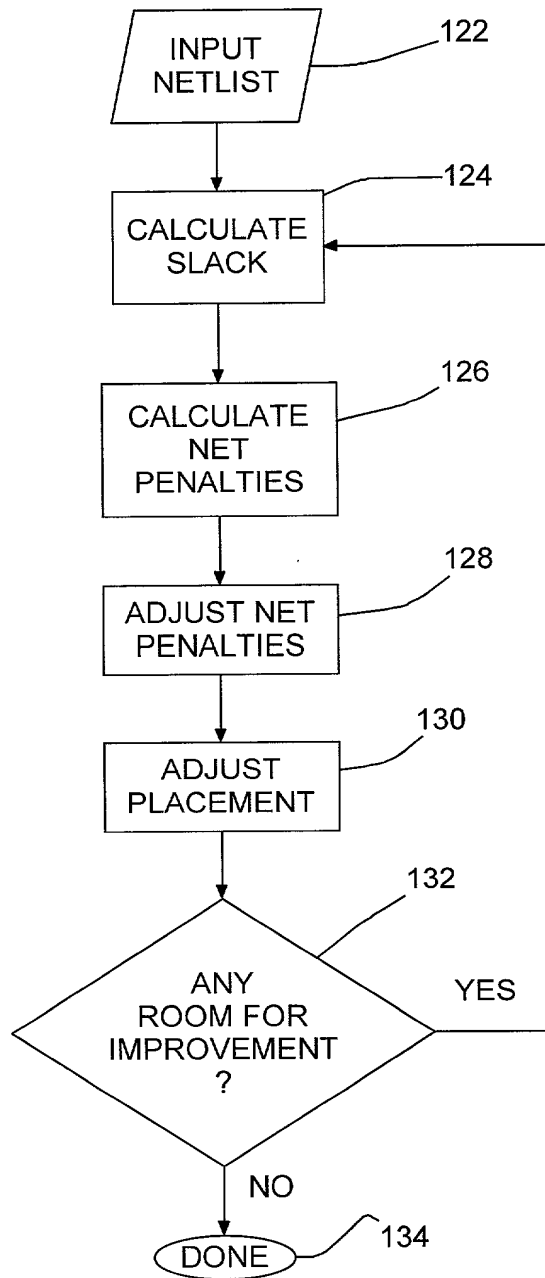 INPUT
NETLIST
122
124
CALCULATE
SLACK
126
CALCULATE
NET
PENALTIES
128
ADJUST NET
PENALTIES
130
ADJUST
PLACEMENT
132
ANY
ROOM FOR
IMPROVEMENT
?
YES
NO
DONE
134